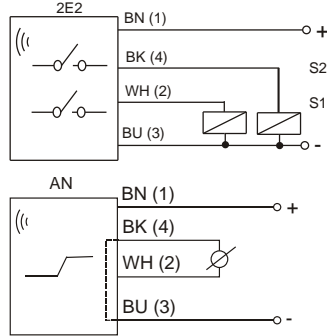 2E2
BN (1)
+
BK (4)
S2
WH (2)
S1
BU (3)
-
AN
BN (1)
+
BK (4)
WH (2)
BU (3)
-